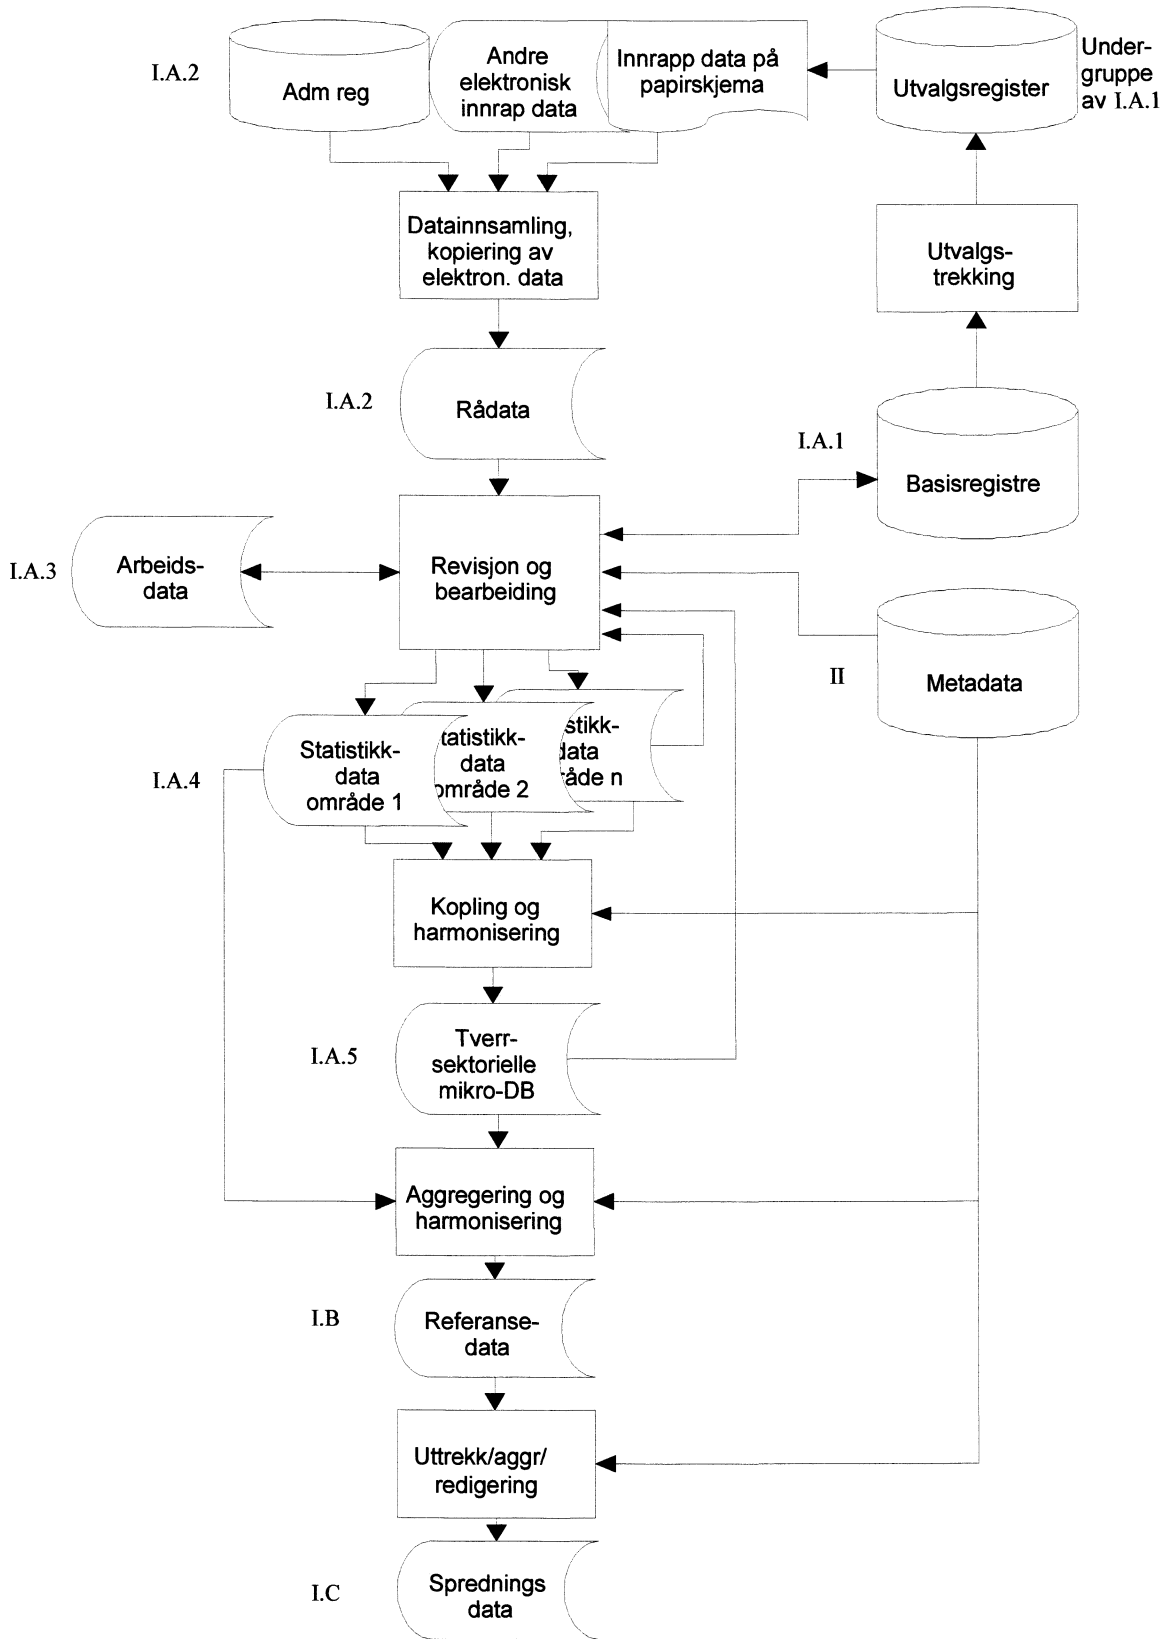 I.A.2
Adm reg
Andre
elektronisk
innrap data
Innrapp data på
papirskjema
Utvalgsregister
Under-
gruppe
av I.A.1
Datainnsamling,
kopiering av
elektron. data
Utvalgs-
trekking
I.A.2
Rådata
I.A.1
Basisregistre
I.A.3
Arbeids-
data
Revisjon og
bearbeiding
II
Metadata
I.A.4
Statistikk-
data
område 1
tatistikk-
data
område 2
istikk-
data
råde n
Kopling og
harmonisering
I.A.5
Tverr-
sektorielle
mikro-DB
Aggregering og
harmonisering
I.B
Referanse-
data
Uttrekk/aggr/
redigering
I.C
Sprednings
data